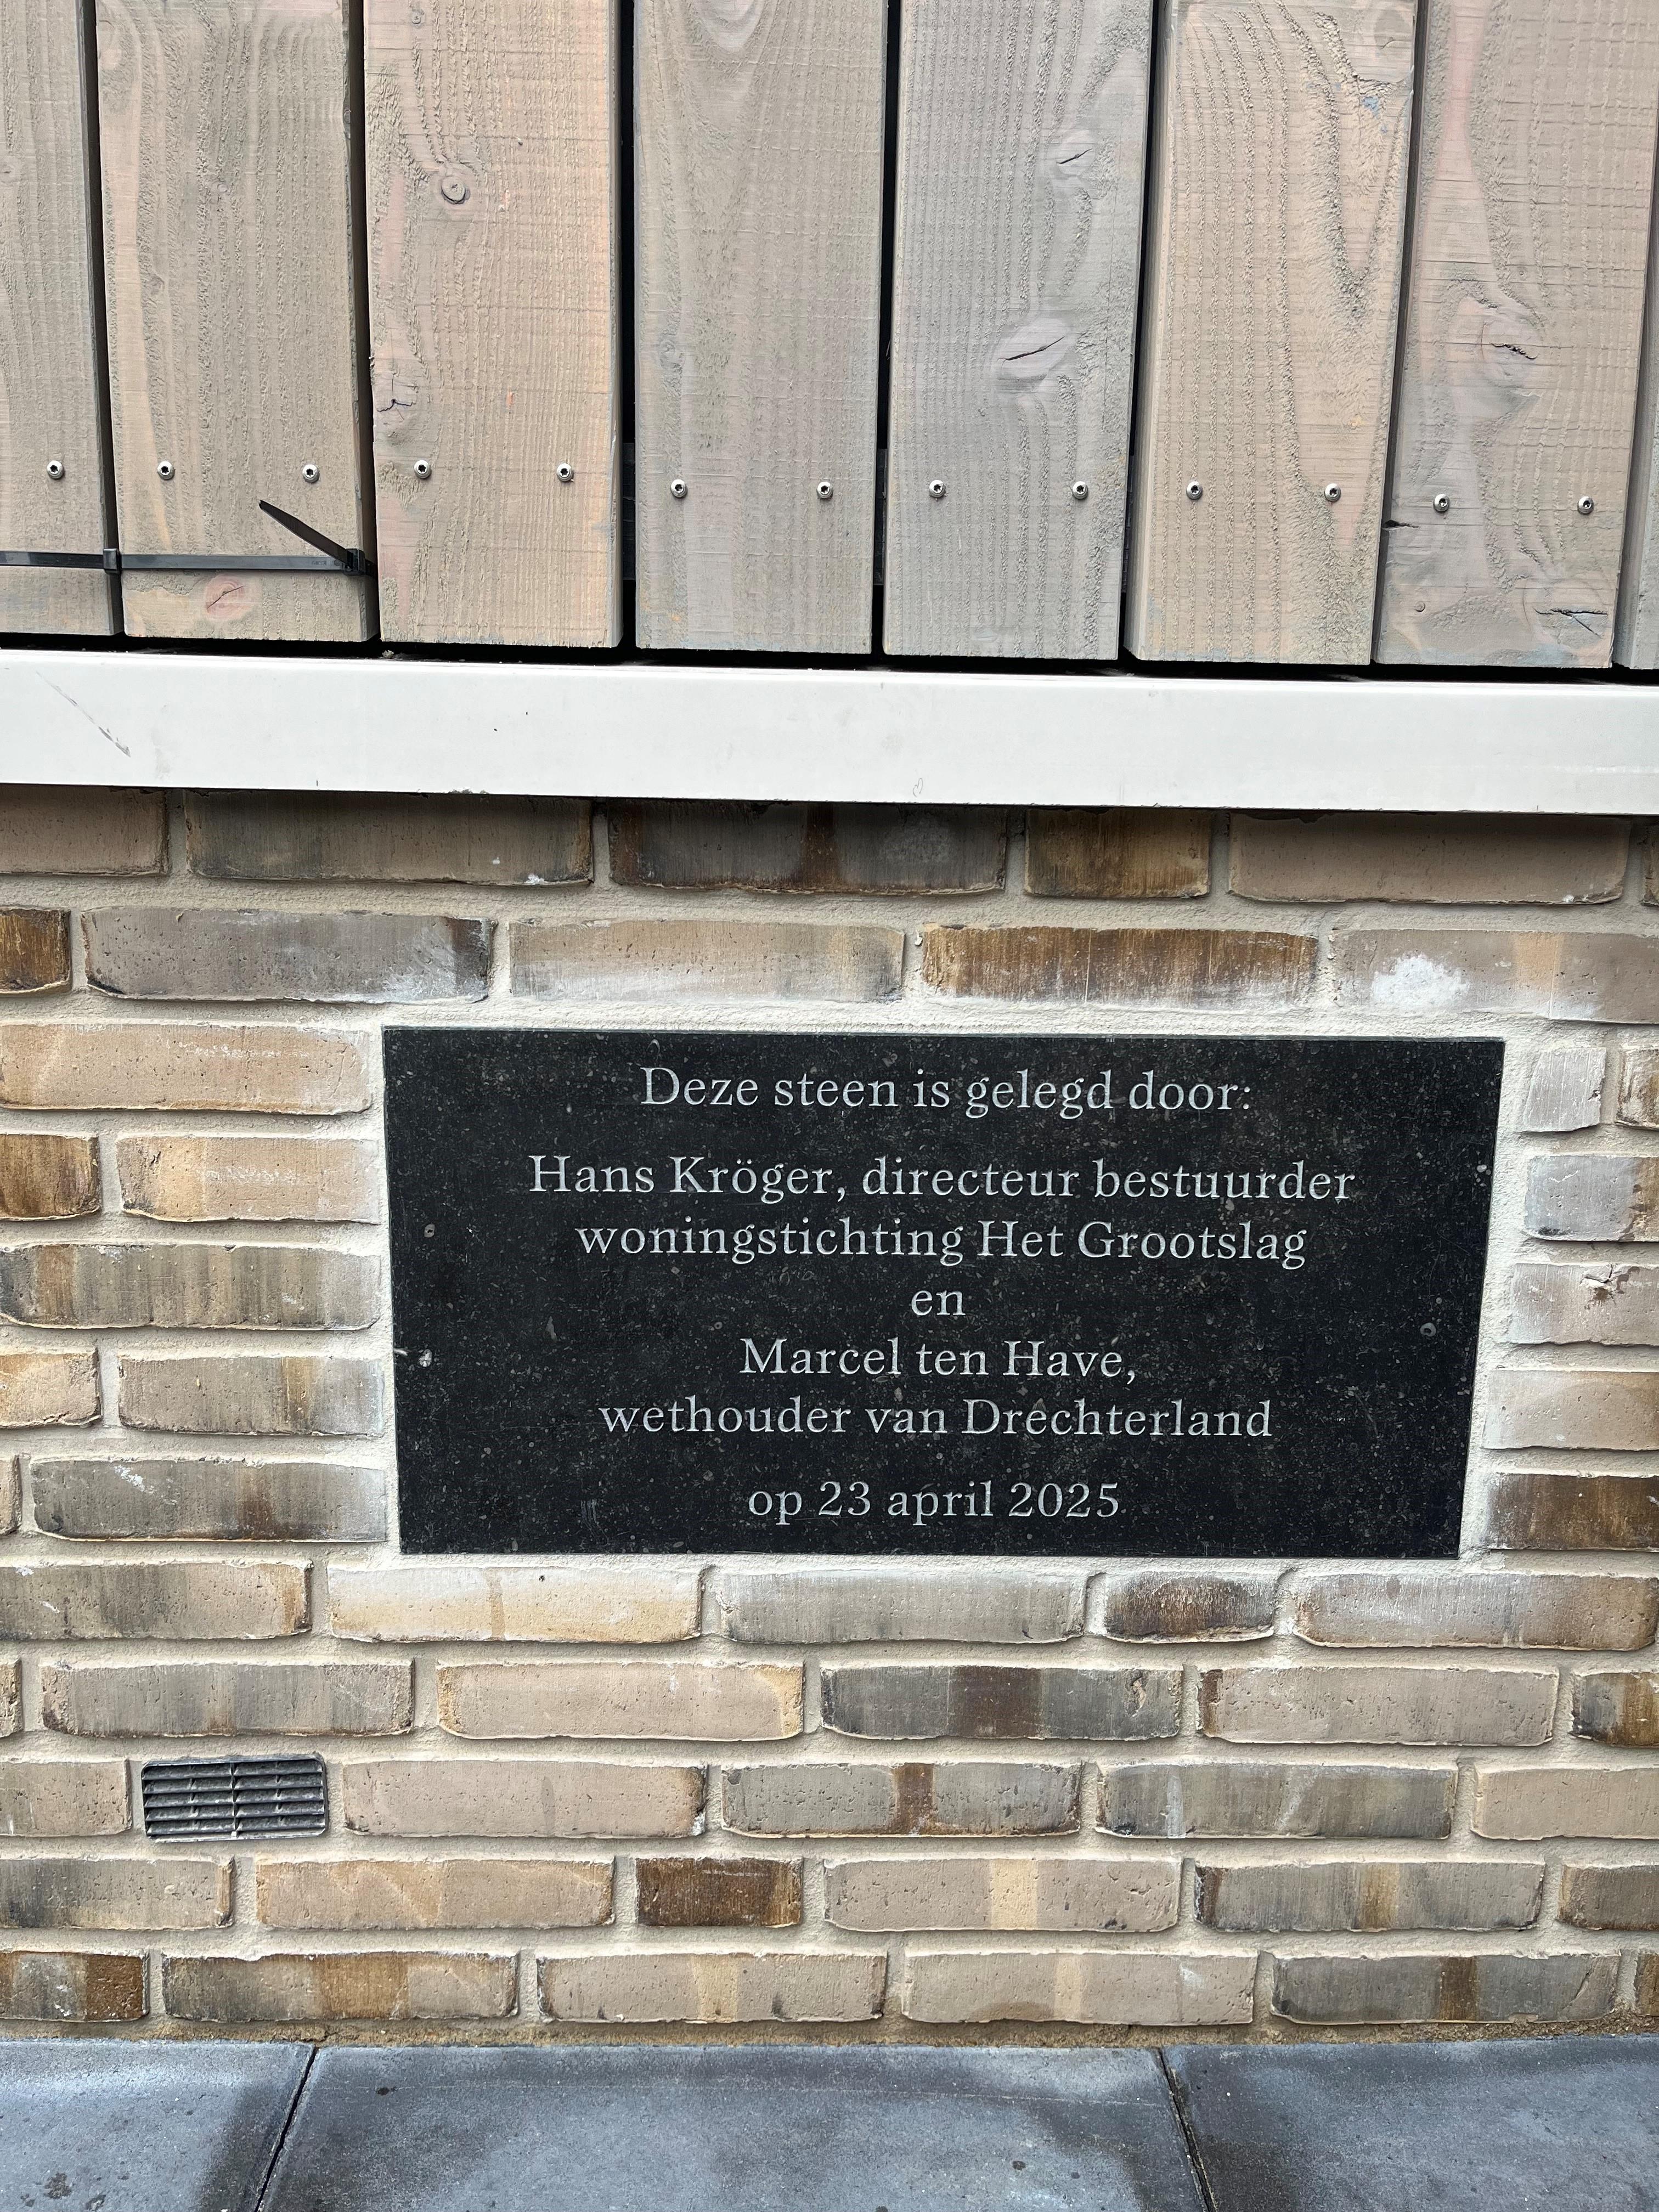 Deze steen is gelegd door:
Hans Kröger, directeur bestuurder
woningstichting Het Grootslag
en
Marcel ten Have,
wethouder van Drechterland
op 23 april 2025